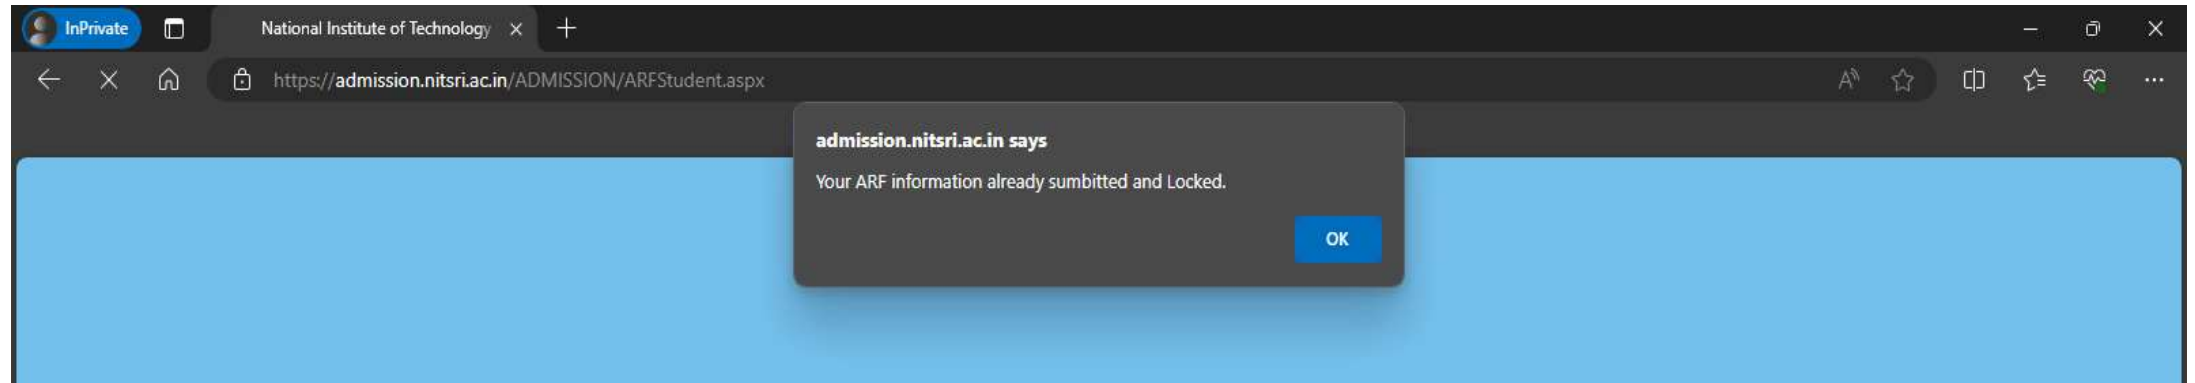 InPrivate
National Institute of Technology
https://admission.nitsri.ac.in/ADMISSION/ARFStudent.aspx
admission.nitsri.ac.in says
Your ARF information already sumbitted and Locked.
OK